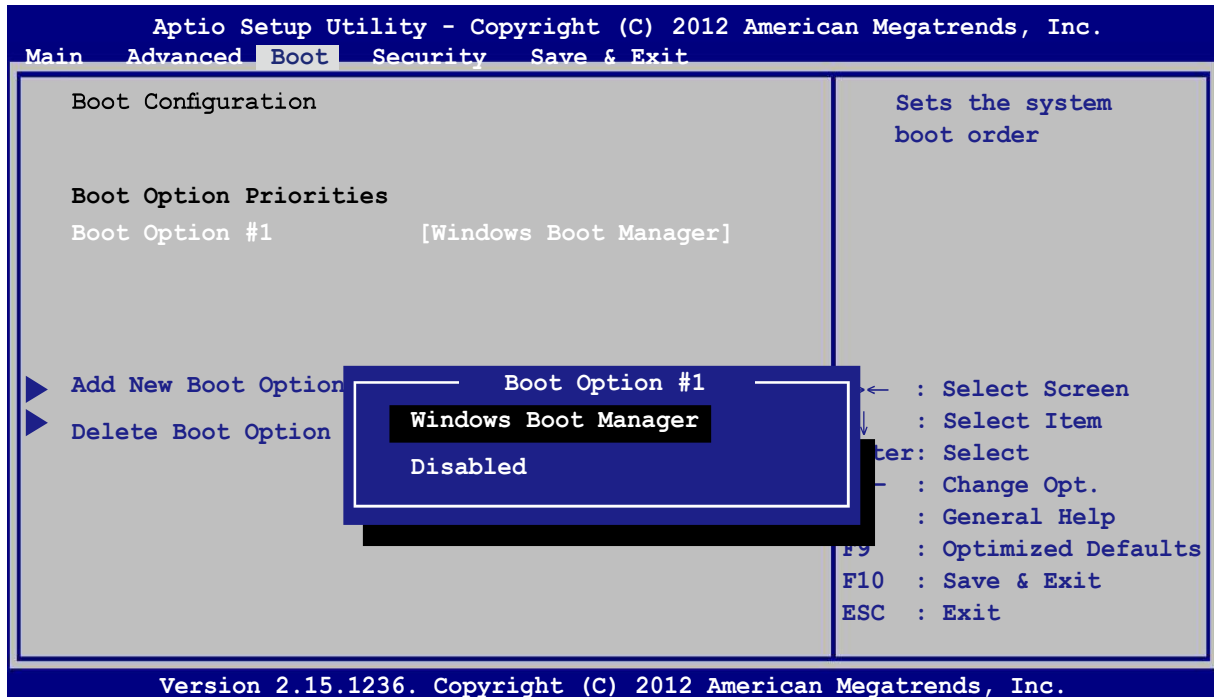 Aptio Setup Utility - Copyright (C) 2012 American Megatrends, Inc.
Main Advanced Boot Security Save & Exit
Boot Configuration
Boot Option Priorities
Boot Option #1 [Windows Boot Manager]
Add New Boot Option
Delete Boot Option
Boot Option #1
Windows Boot Manager
Disabled
Sets the system
boot order
← : Select Screen
↓ : Select Item
ter: Select
- : Change Opt.
: General Help
F9 : Optimized Defaults
F10 : Save & Exit
ESC : Exit
Version 2.15.1236. Copyright (C) 2012 American Megatrends, Inc.